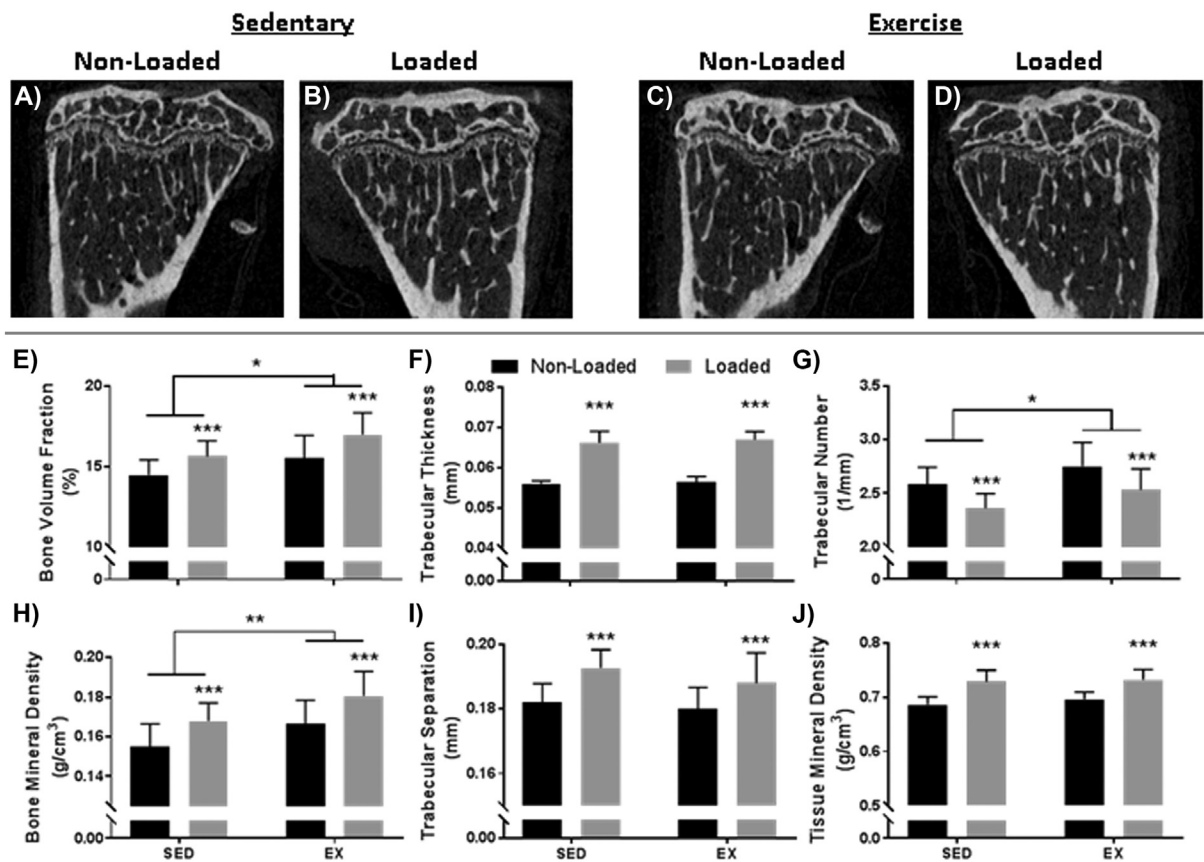 Sedentary
Exercise
Non-Loaded
Loaded
Non-Loaded
Loaded
A)
B)
C)
D)
E)
Bone Volume Fraction
(%)
20
15
10
0
*
***
***
F)
Non-Loaded
Loaded
Trabecular Thickness
(mm)
0.08
0.07
0.06
0.05
0.04
0.00
***
***
G)
Trabecular Number
(1/mm)
3.5
3.0
2.5
2.0
0
*
***
***
H)
Bone Mineral Density
(g/cm³)
0.20
0.18
0.16
0.14
0.00
**
***
***
SED
EX
I)
Trabecular Separation
(mm)
0.20
0.18
0.16
0.00
***
***
SED
EX
J)
Tissue Mineral Density
(g/cm³)
0.8
0.7
0.6
0.5
0.0
***
***
SED
EX